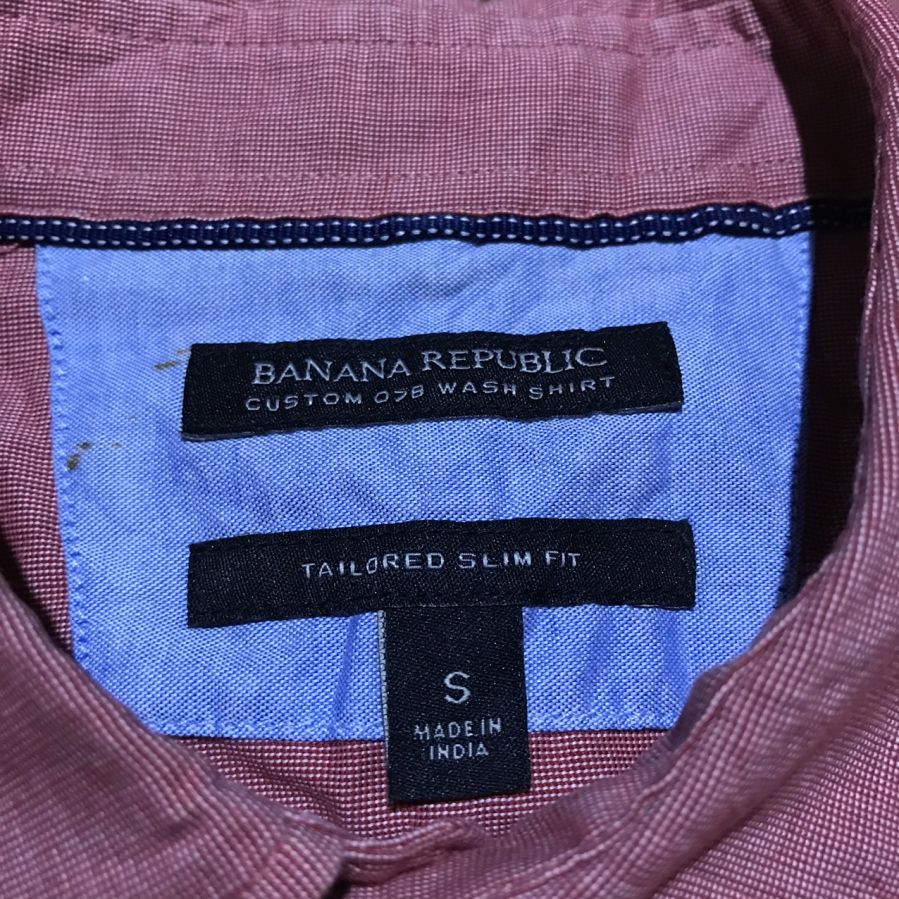 BANANA REPUBLIC
CUSTOM 078 WASH SHIRT
TAILORED SLIM FIT
S
MADE IN
INDIA